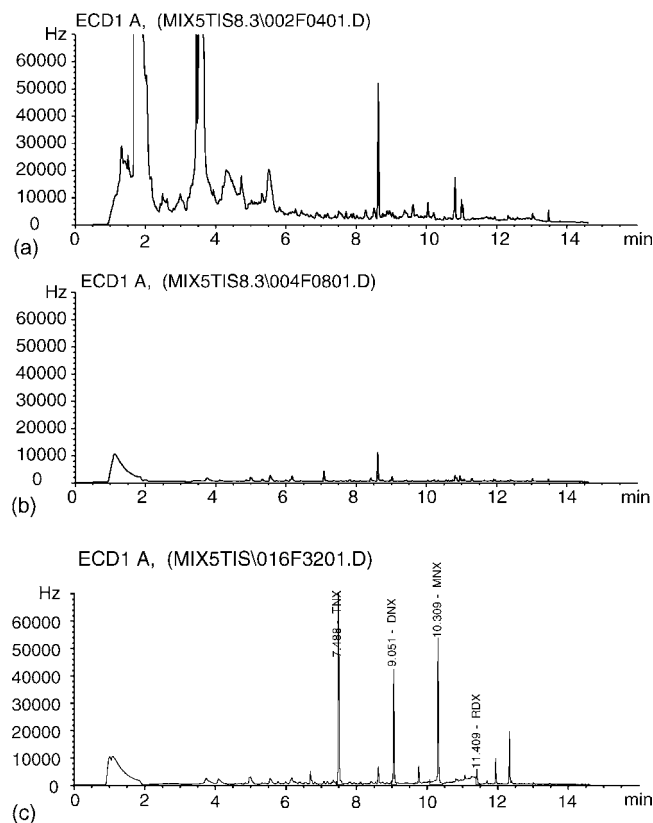 ECD1 A, (MIX5TIS8.3\002F0401.D)
Hz
60000
50000
40000
30000
20000
10000
0
0 2 4 6 8 10 12 14 min
(a)
ECD1 A, (MIX5TIS8.3\004F0801.D)
Hz
60000
50000
40000
30000
20000
10000
0
0 2 4 6 8 10 12 14 min
(b)
ECD1 A, (MIX5TIS\016F3201.D)
Hz
60000
50000
40000
30000
20000
10000
0
7.488 - TNX
9.051 - DNX
10.309 - MNX
11.409 - RDX
0 2 4 6 8 10 12 14 min
(c)